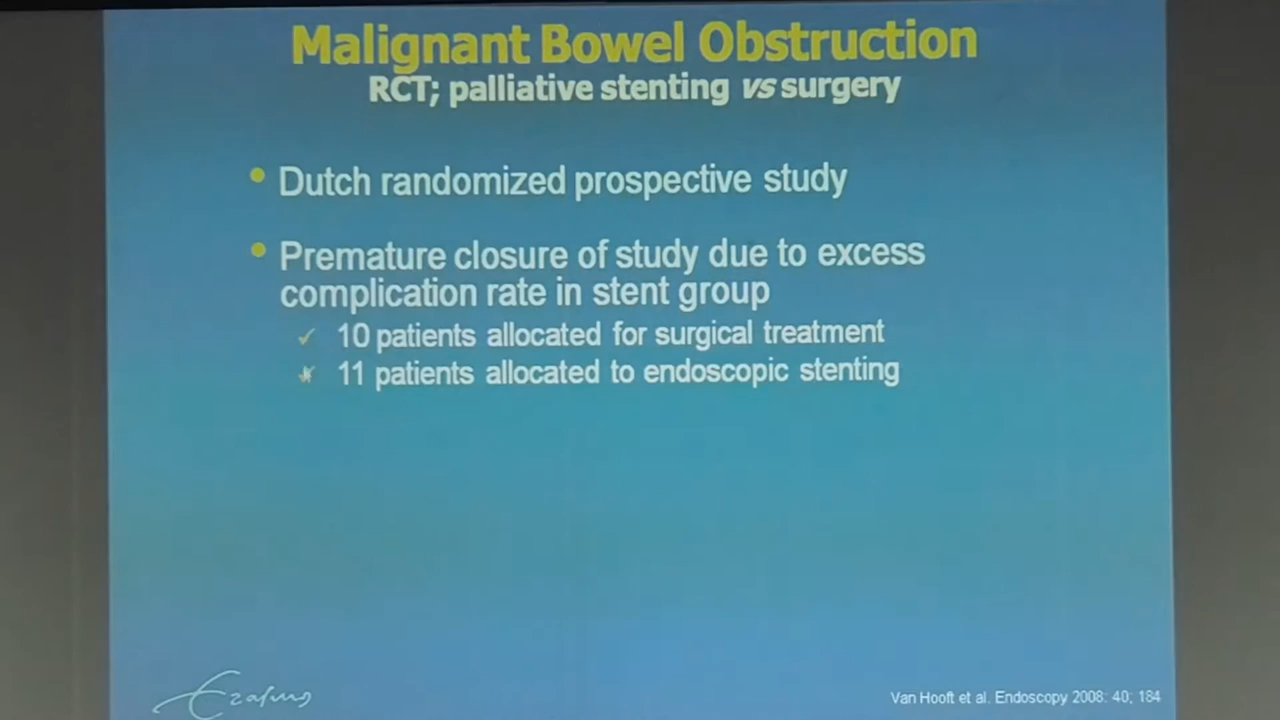 Malignant Bowel Obstruction
RCT; palliative stenting vs surgery
Dutch randomized prospective study
Premature closure of study due to excess
complication rate in stent group
10 patients allocated for surgical treatment
11 patients allocated to endoscopic stenting
Erasmus
Van Hooft et al. Endoscopy 2008: 40; 184